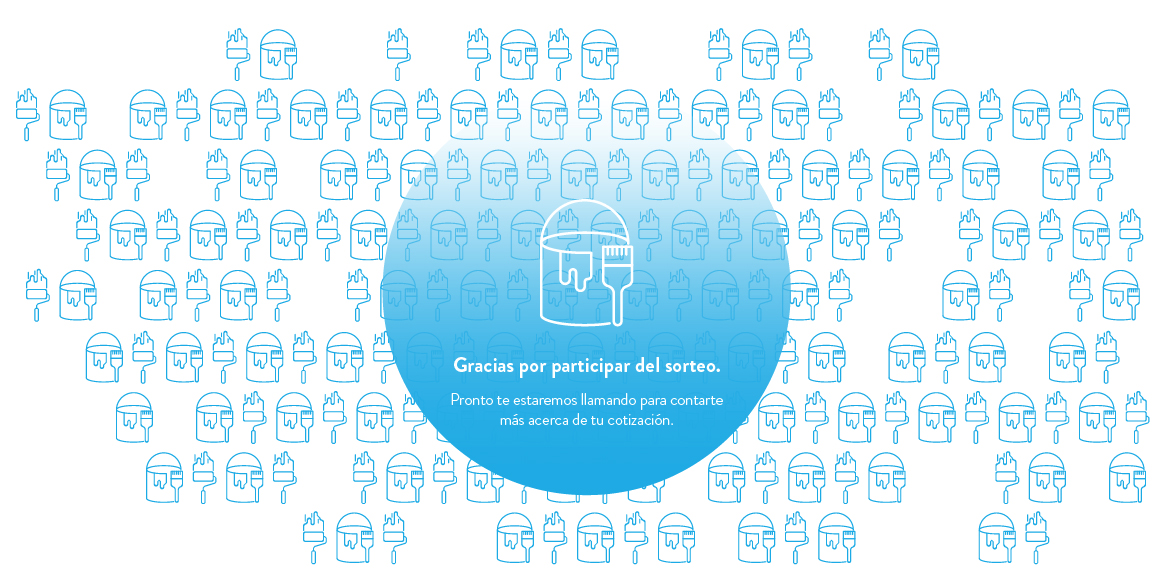 Gracias por participar del sorteo.
Pronto te estaremos llamando para contarte
más acerca de tu cotización.